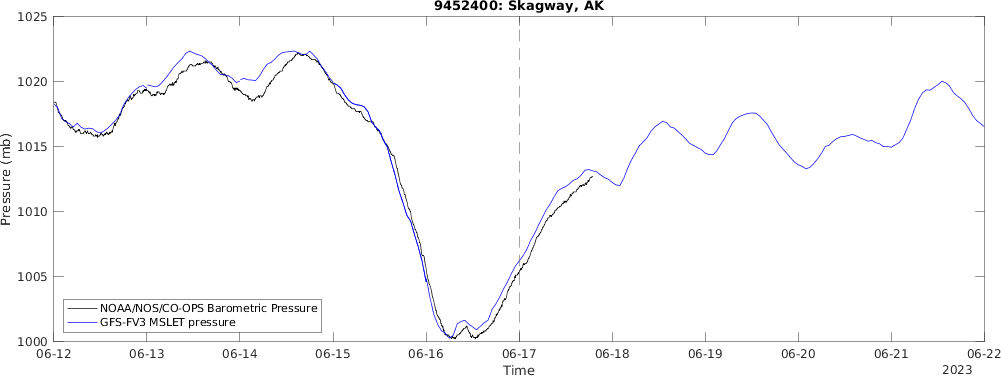 9452400: Skagway, AK
Pressure (mb)
1025
1020
1015
1010
1005
1000
NOAA/NOS/CO-OPS Barometric Pressure
GFS-FV3 MSLET pressure
06-12 06-13 06-14 06-15 06-16 06-17 06-18 06-19 06-20 06-21 06-22
Time
2023